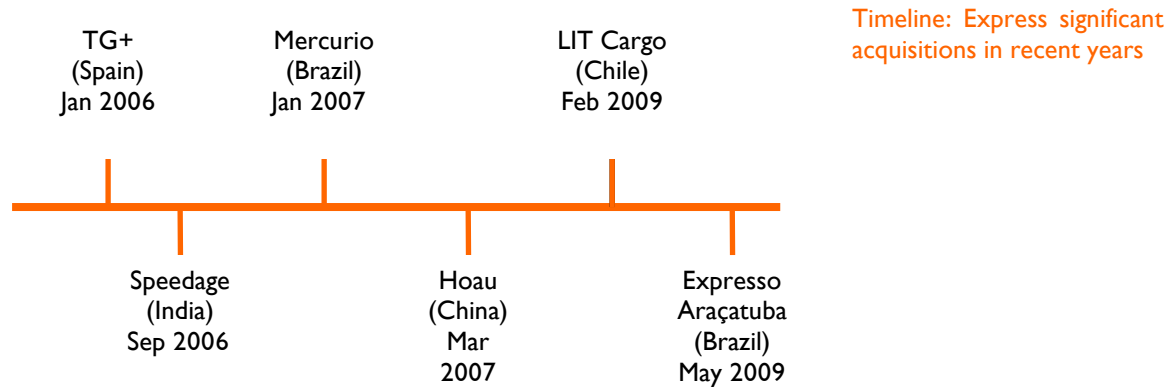 TG+
(Spain)
Jan 2006
Mercurio
(Brazil)
Jan 2007
LIT Cargo
(Chile)
Feb 2009
Timeline: Express significant
acquisitions in recent years
Speedage
(India)
Sep 2006
Hoau
(China)
Mar
2007
Expresso
Araçatuba
(Brazil)
May 2009